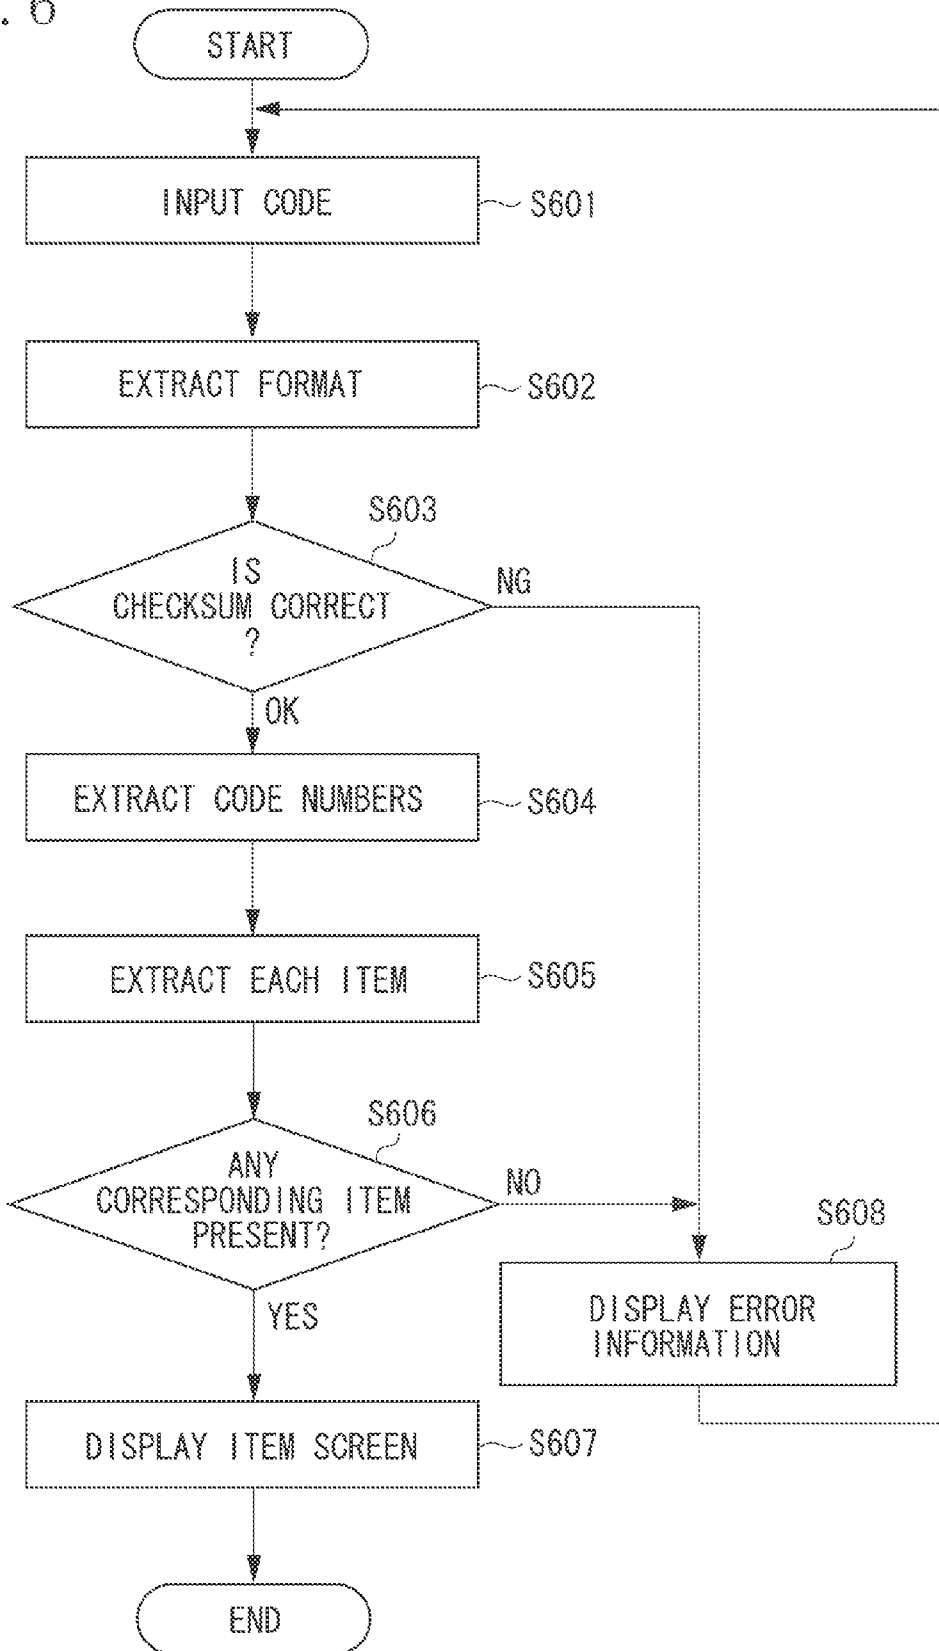 . 6
START
INPUT CODE
S601
EXTRACT FORMAT
S602
S603
IS
CHECKSUM CORRECT
?
NG
OK
EXTRACT CODE NUMBERS
S604
EXTRACT EACH ITEM
S605
S606
ANY
CORRESPONDING ITEM
PRESENT?
NO
YES
S608
DISPLAY ERROR
INFORMATION
DISPLAY ITEM SCREEN
S607
END